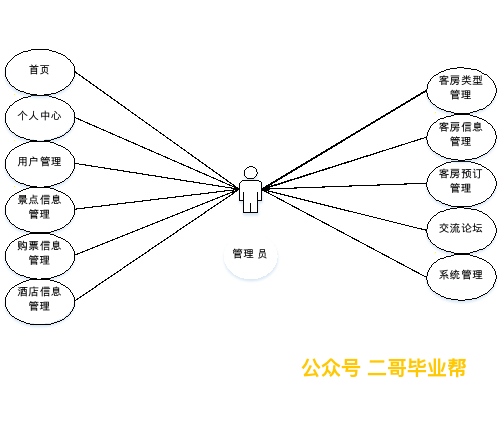 首页
个人中心
用户管理
景点信息
管理
购票信息
管理
酒店信息
管理
管理 员
客房类型
管理
客房信息
管理
客房预订
管理
交流论坛
系统管理
公众号 二哥毕业帮